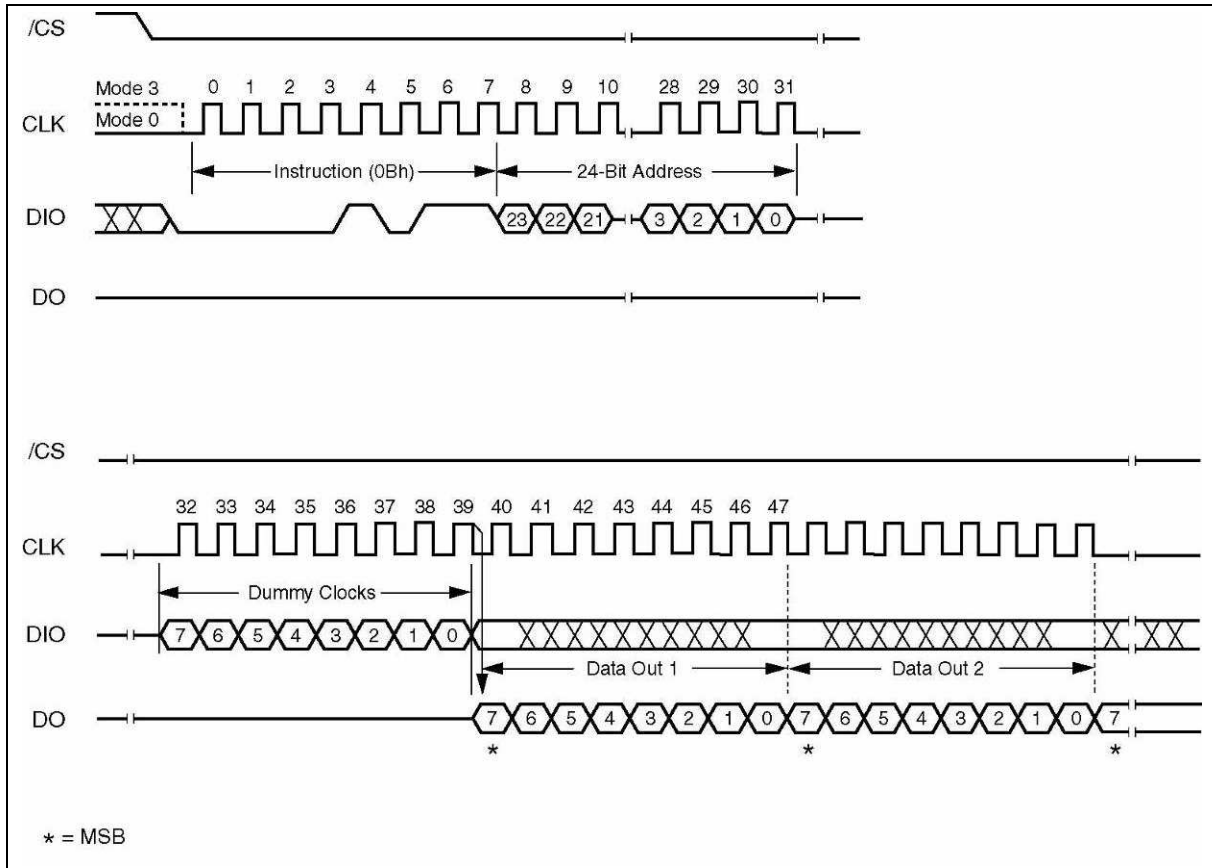 /CS
Mode 3 0 1 2 3 4 5 6 7 8 9 10 28 29 30 31
CLK Mode 0
Instruction (0Bh) 24-Bit Address
DIO 23 22 21 3 2 1 0
DO
/CS
32 33 34 35 36 37 38 39 40 41 42 43 44 45 46 47
CLK
Dummy Clocks
DIO 7 6 5 4 3 2 1 0
Data Out 1 Data Out 2
DO 7 6 5 4 3 2 1 0 7 6 5 4 3 2 1 0 7
* * *
* = MSB